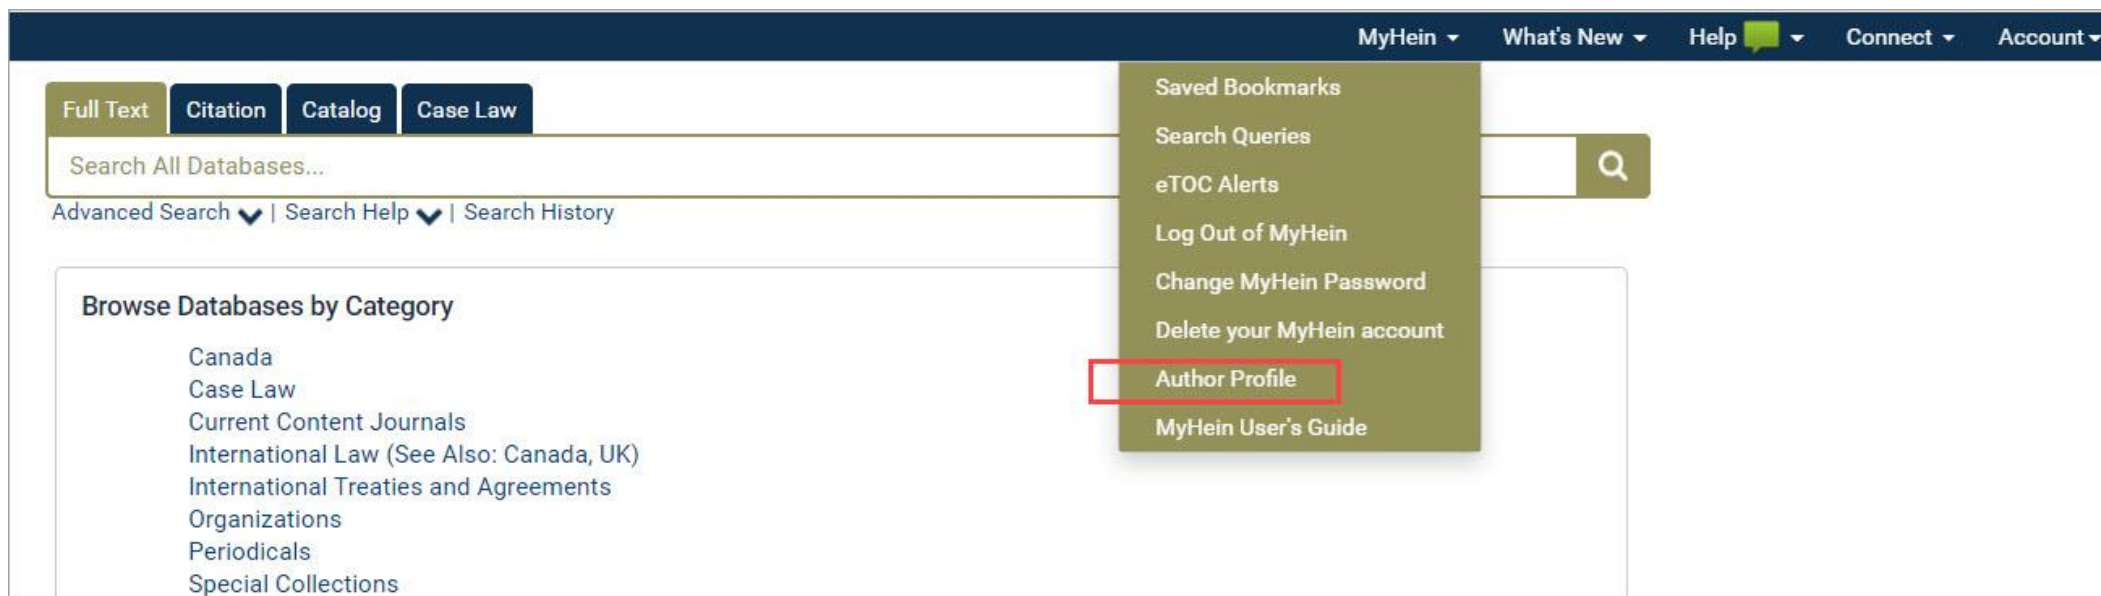 MyHein What's New Help Connect Account
Full Text Citation Catalog Case Law
Search All Databases...
Advanced Search | Search Help | Search History
Saved Bookmarks
Search Queries
eTOC Alerts
Log Out of MyHein
Change MyHein Password
Delete your MyHein account
Author Profile
MyHein User's Guide
Browse Databases by Category
Canada
Case Law
Current Content Journals
International Law (See Also: Canada, UK)
International Treaties and Agreements
Organizations
Periodicals
Special Collections